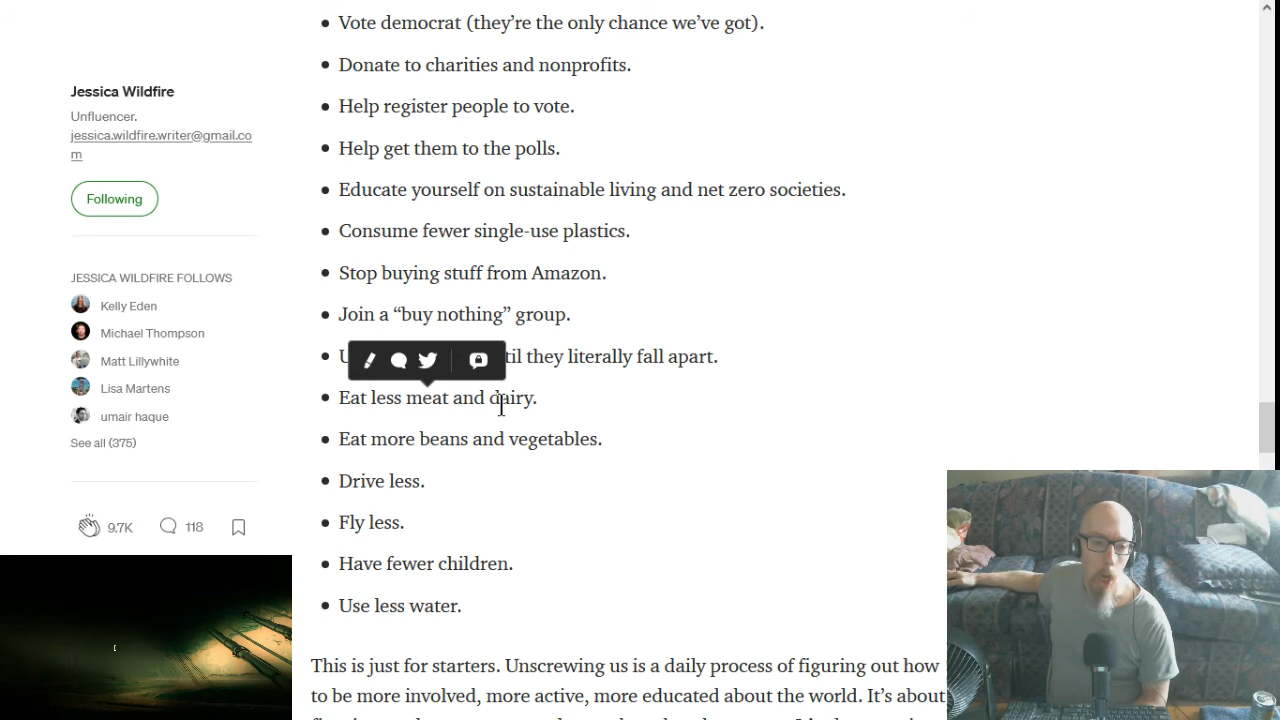 Vote democrat (they're the only chance we've got).
Donate to charities and nonprofits.
Help register people to vote.
Help get them to the polls.
Educate yourself on sustainable living and net zero societies.
Consume fewer single-use plastics.
Stop buying stuff from Amazon.
Join a “buy nothing” group.
they literally fall apart.
Eat less meat and dairy.
Eat more beans and vegetables.
Drive less.
Fly less.
Have fewer children.
Use less water.
This is just for starters. Unscrewing us is a daily process of figuring out how
to be more involved, more active, more educated about the world. It’s about
Jessica Wildfire
Unfluencer.
jessica.wildfire.writer@gmail.co
m
Following
JESSICA WILDFIRE FOLLOWS
Kelly Eden
Michael Thompson
Matt Lillywhite
Lisa Martens
umair haque
See all (375)
9.7K
118